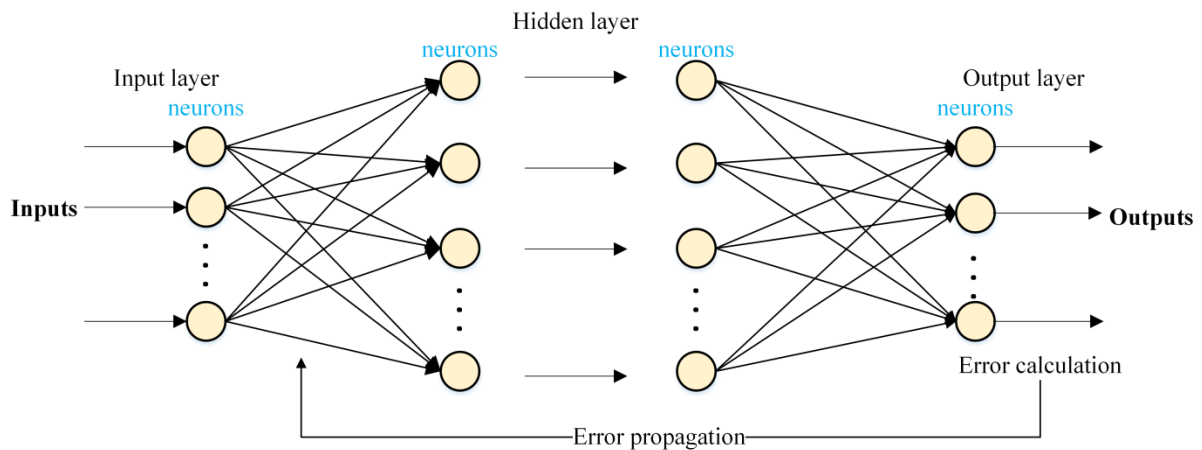 Hidden layer
neurons
neurons
Input layer
Output layer
neurons
neurons
Inputs
Outputs
Error calculation
Error propagation